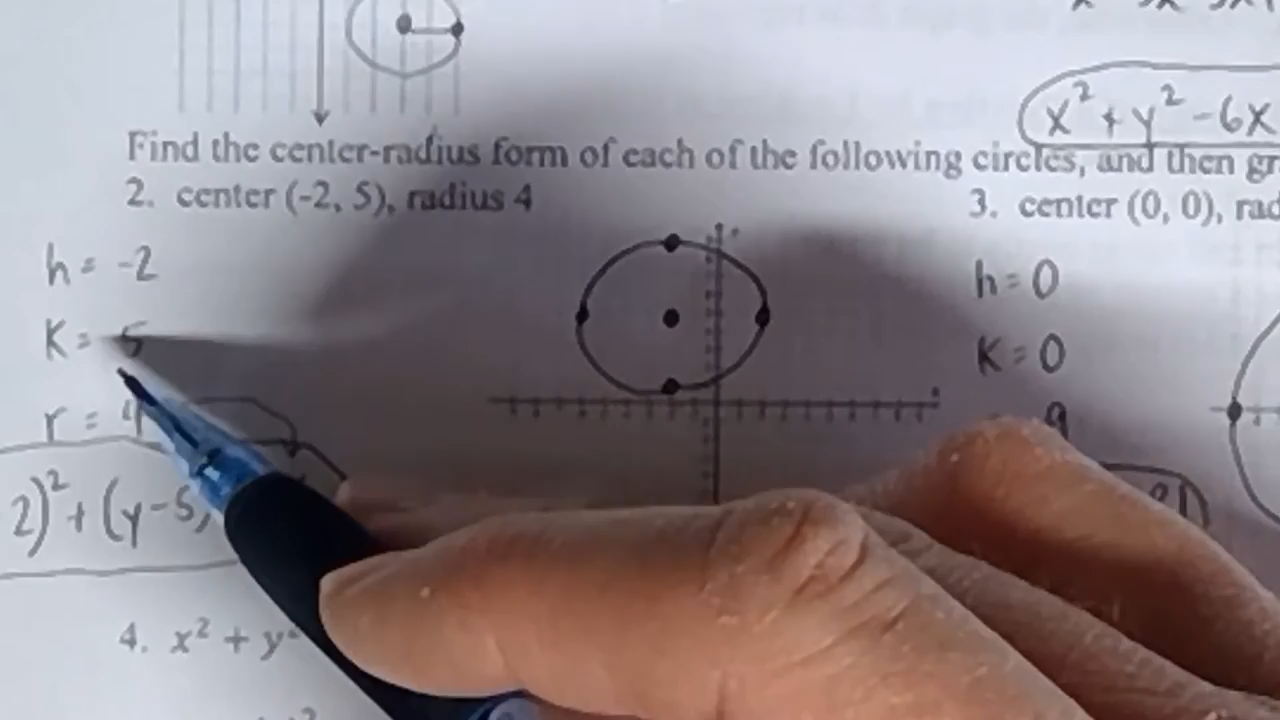 x² + y² - 6x
Find the center-radius form of each of the following circles, and then gr
2. center (-2, 5), radius 4
3. center (0, 0), rad
h = -2
K = 5
r = 4
2)² + (y-5)
h = 0
K = 0
9
4. x² + y²